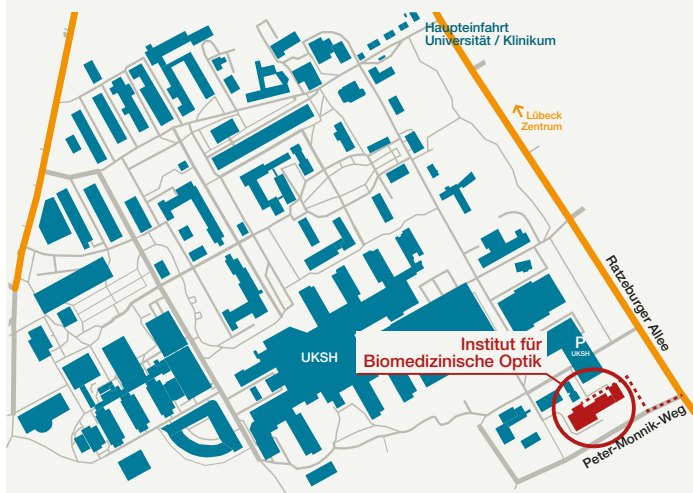 Haupteinfahrt
Universität / Klinikum
Lübeck
Zentrum
Ratzeburger Allee
Institut für
Biomedizinische Optik
P
UKSH
UKSH
Peter-Monnik-Weg